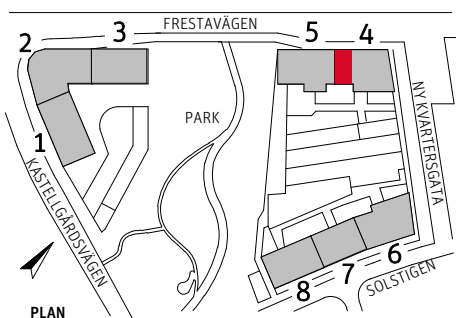 FRESTAVÄGEN
2
3
5
4
1
PARK
NY KVARTERSGATA
KASTELLGÅRDSVÄGEN
6
7
8
SOLSTIGEN
PLAN